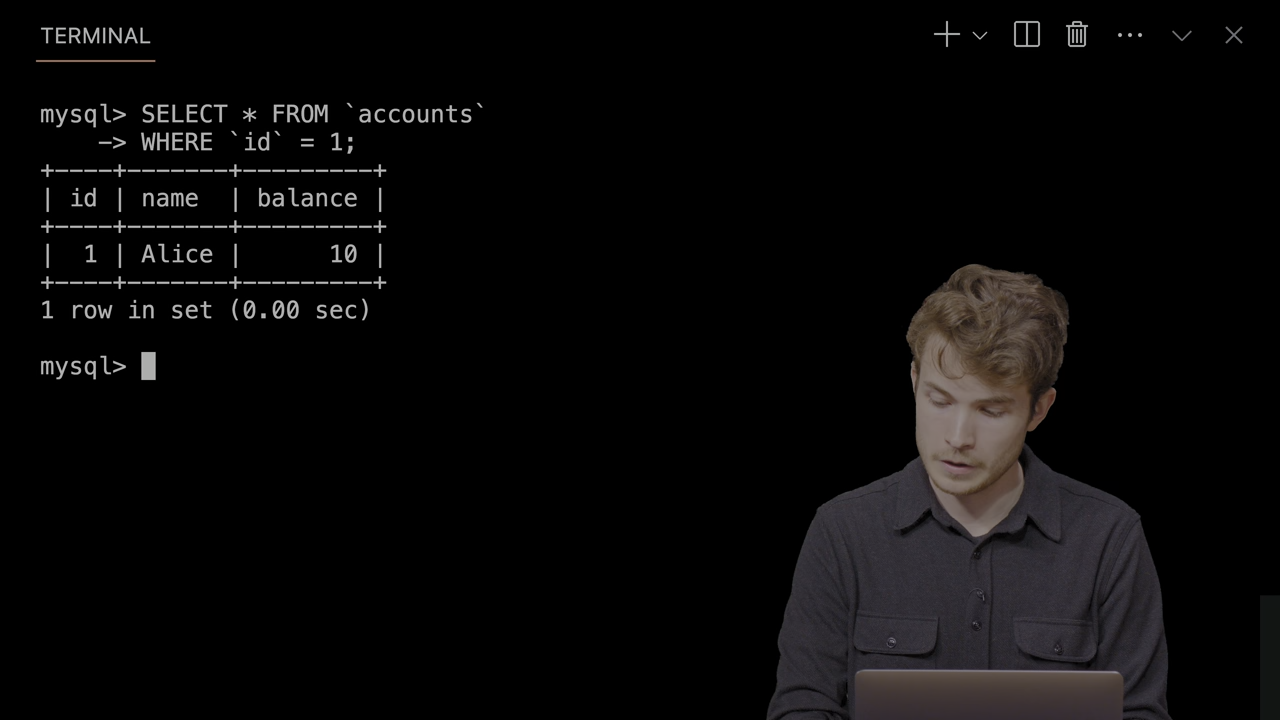 TERMINAL
mysql> SELECT * FROM `accounts`
    -> WHERE `id` = 1;
+----+-------+---------+
| id | name  | balance |
+----+-------+---------+
|  1 | Alice |      10 |
+----+-------+---------+
1 row in set (0.00 sec)
mysql>